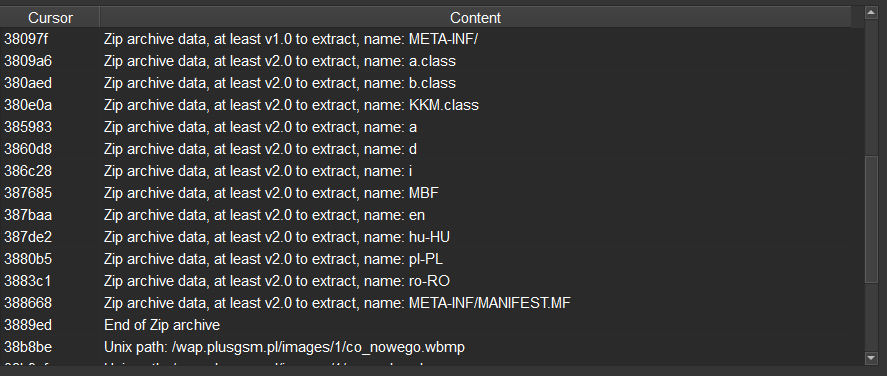 Cursor Content
38097f Zip archive data, at least v1.0 to extract, name: META-INF/
3809a6 Zip archive data, at least v2.0 to extract, name: a.class
380aed Zip archive data, at least v2.0 to extract, name: b.class
380e0a Zip archive data, at least v2.0 to extract, name: KKM.class
385983 Zip archive data, at least v2.0 to extract, name: a
3860d8 Zip archive data, at least v2.0 to extract, name: d
386c28 Zip archive data, at least v2.0 to extract, name: i
387685 Zip archive data, at least v2.0 to extract, name: MBF
387baa Zip archive data, at least v2.0 to extract, name: en
387de2 Zip archive data, at least v2.0 to extract, name: hu-HU
3880b5 Zip archive data, at least v2.0 to extract, name: pl-PL
3883c1 Zip archive data, at least v2.0 to extract, name: ro-RO
388668 Zip archive data, at least v2.0 to extract, name: META-INF/MANIFEST.MF
3889ed End of Zip archive
38b8be Unix path: /wap.plusgsm.pl/images/1/co_nowego.wbmp